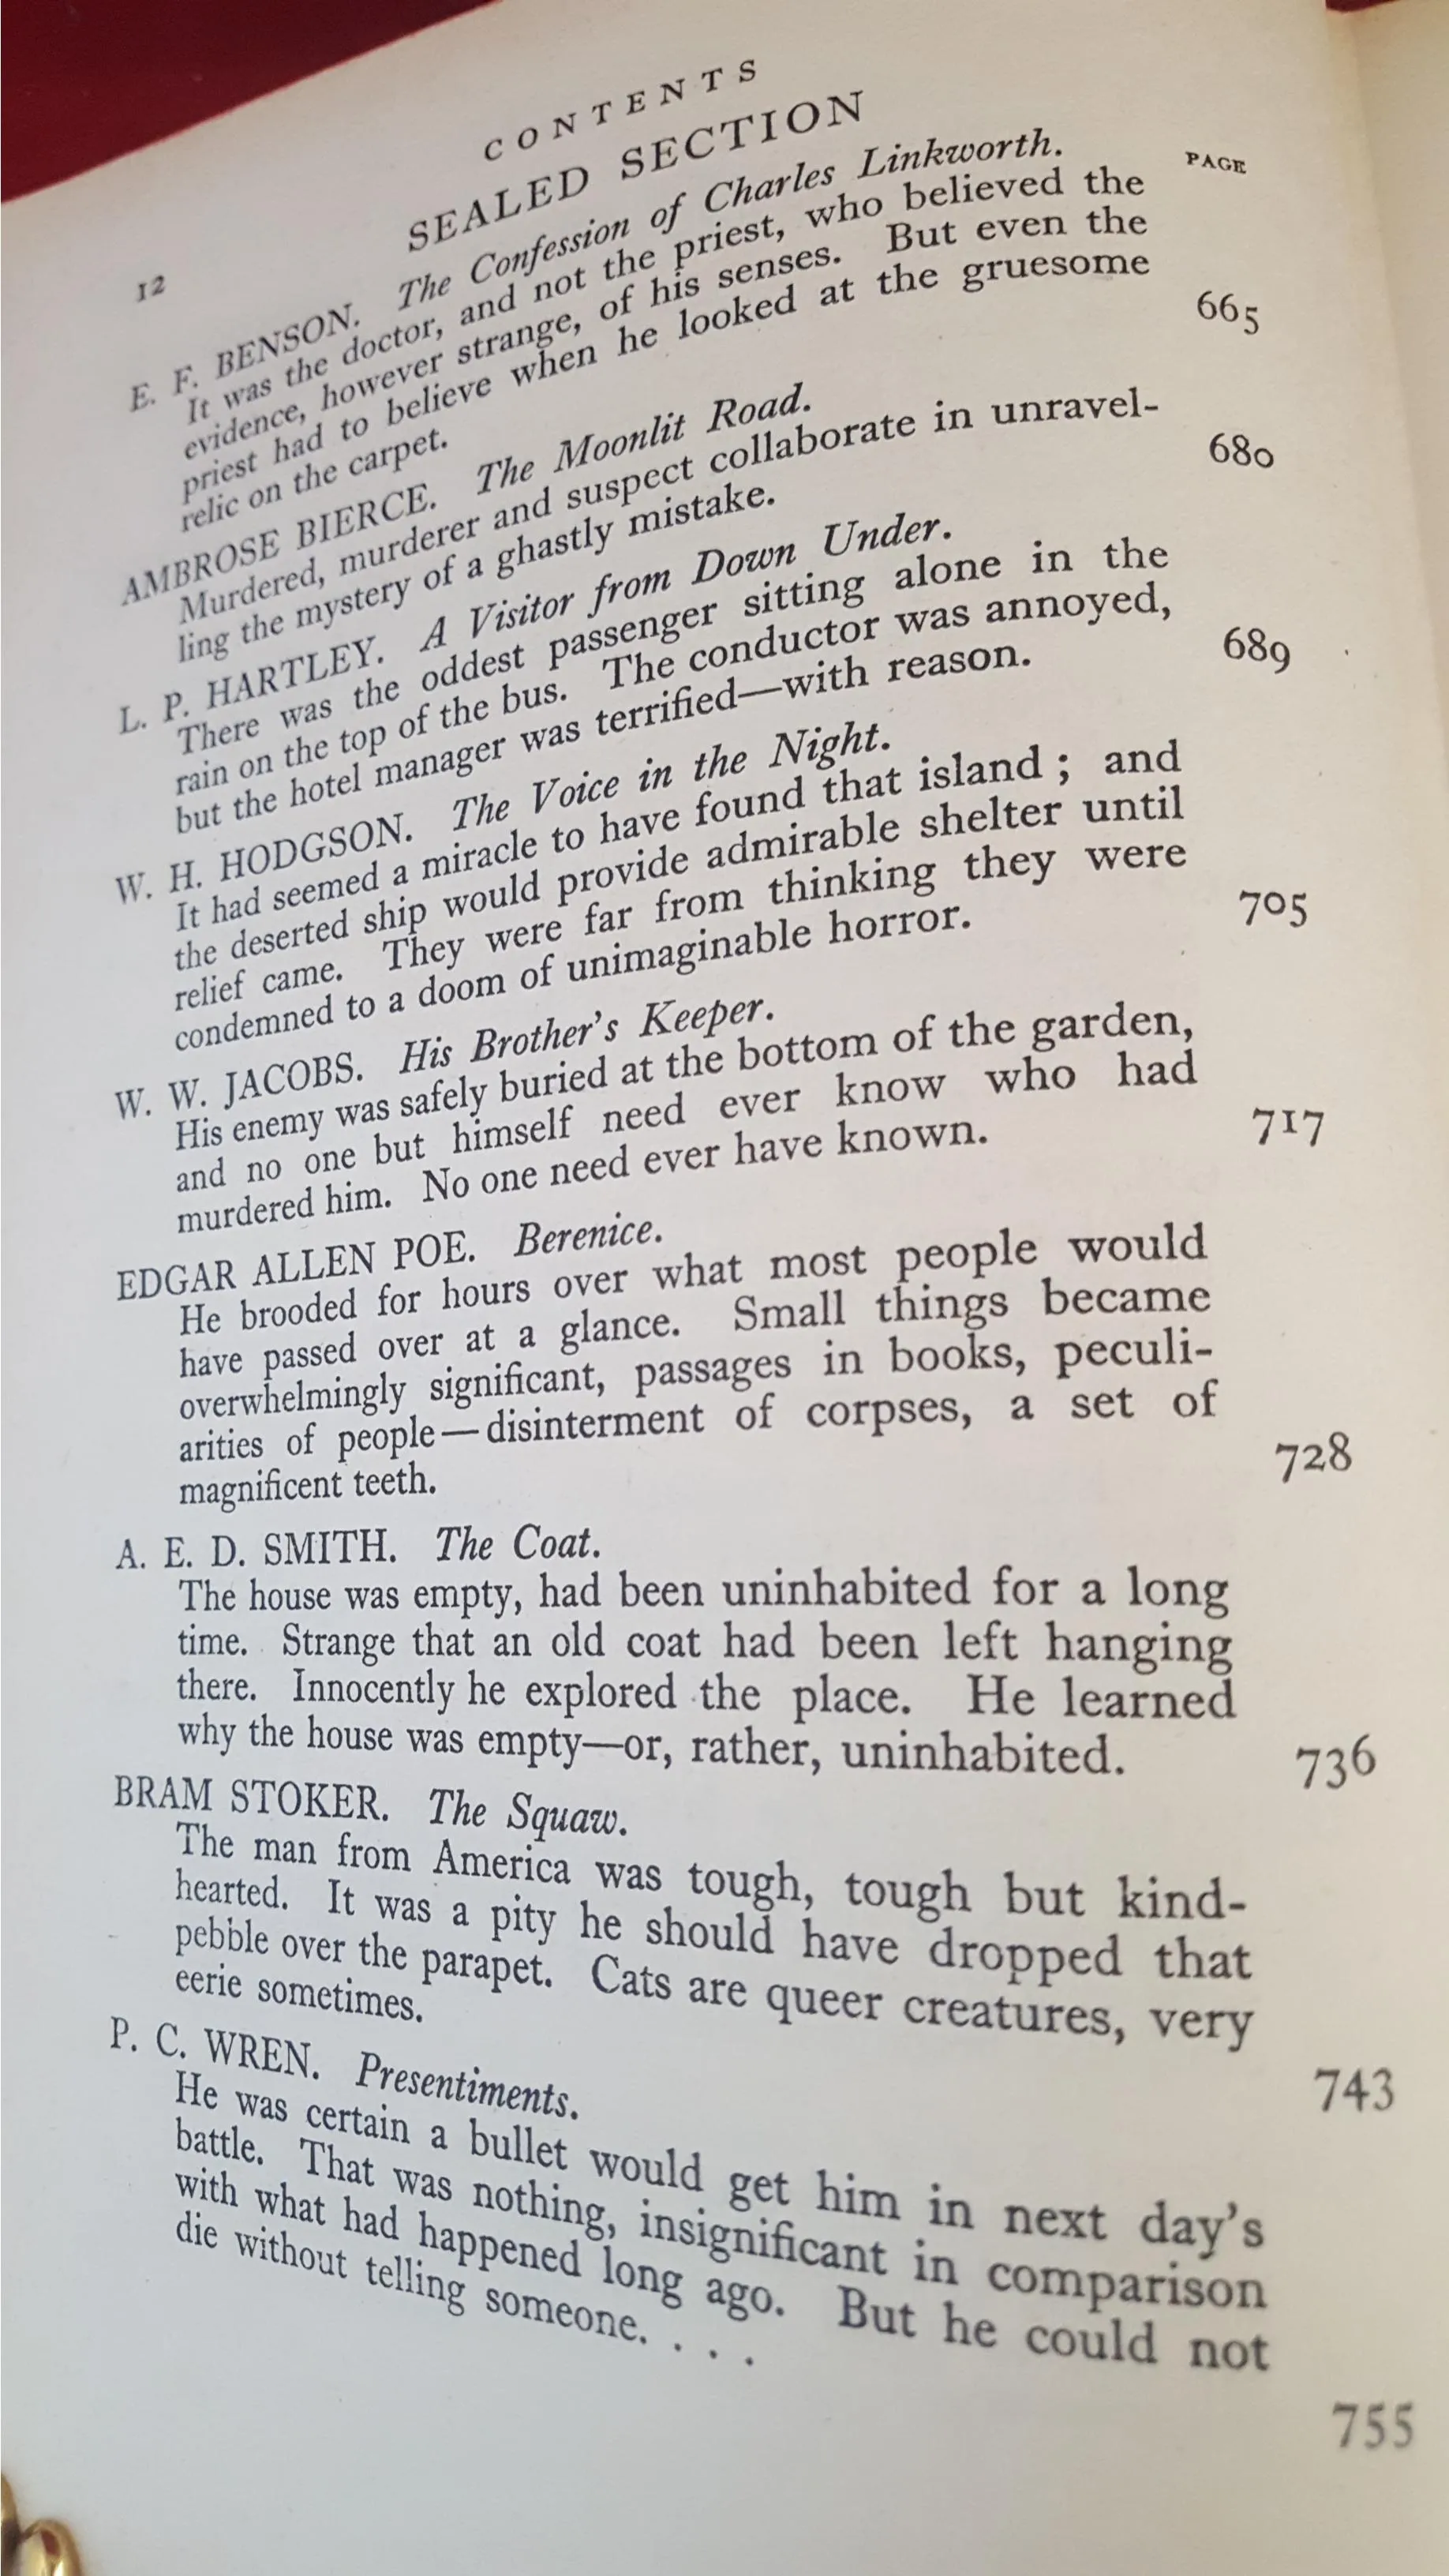 CONTENTS
12
SEALED SECTION
PAGE
E. F. BENSON. The Confession of Charles Linkworth.
It was the doctor, and not the priest, who believed the
evidence, however strange, of his senses. But even the
priest had to believe when he looked at the gruesome
relic on the carpet.
665
AMBROSE BIERCE. The Moonlit Road.
Murdered, murderer and suspect collaborate in unravel-
ling the mystery of a ghastly mistake.
680
L. P. HARTLEY. A Visitor from Down Under.
There was the oddest passenger sitting alone in the
rain on the top of the bus. The conductor was annoyed,
but the hotel manager was terrified—with reason.
689
W. H. HODGSON. The Voice in the Night.
It had seemed a miracle to have found that island ; and
the deserted ship would provide admirable shelter until
relief came. They were far from thinking they were
condemned to a doom of unimaginable horror.
705
W. W. JACOBS. His Brother's Keeper.
His enemy was safely buried at the bottom of the garden,
and no one but himself need ever know who had
murdered him. No one need ever have known.
717
EDGAR ALLEN POE. Berenice.
He brooded for hours over what most people would
have passed over at a glance. Small things became
overwhelmingly significant, passages in books, peculi-
arities of people—disinterment of corpses, a set of
magnificent teeth.
728
A. E. D. SMITH. The Coat.
The house was empty, had been uninhabited for a long
time. Strange that an old coat had been left hanging
there. Innocently he explored the place. He learned
why the house was empty—or, rather, uninhabited.
736
BRAM STOKER. The Squaw.
The man from America was tough, tough but kind-
hearted. It was a pity he should have dropped that
pebble over the parapet. Cats are queer creatures, very
eerie sometimes.
743
P. C. WREN. Presentiments.
He was certain a bullet would get him in next day's
battle. That was nothing, insignificant in comparison
with what had happened long ago. But he could not
die without telling someone. . . .
755